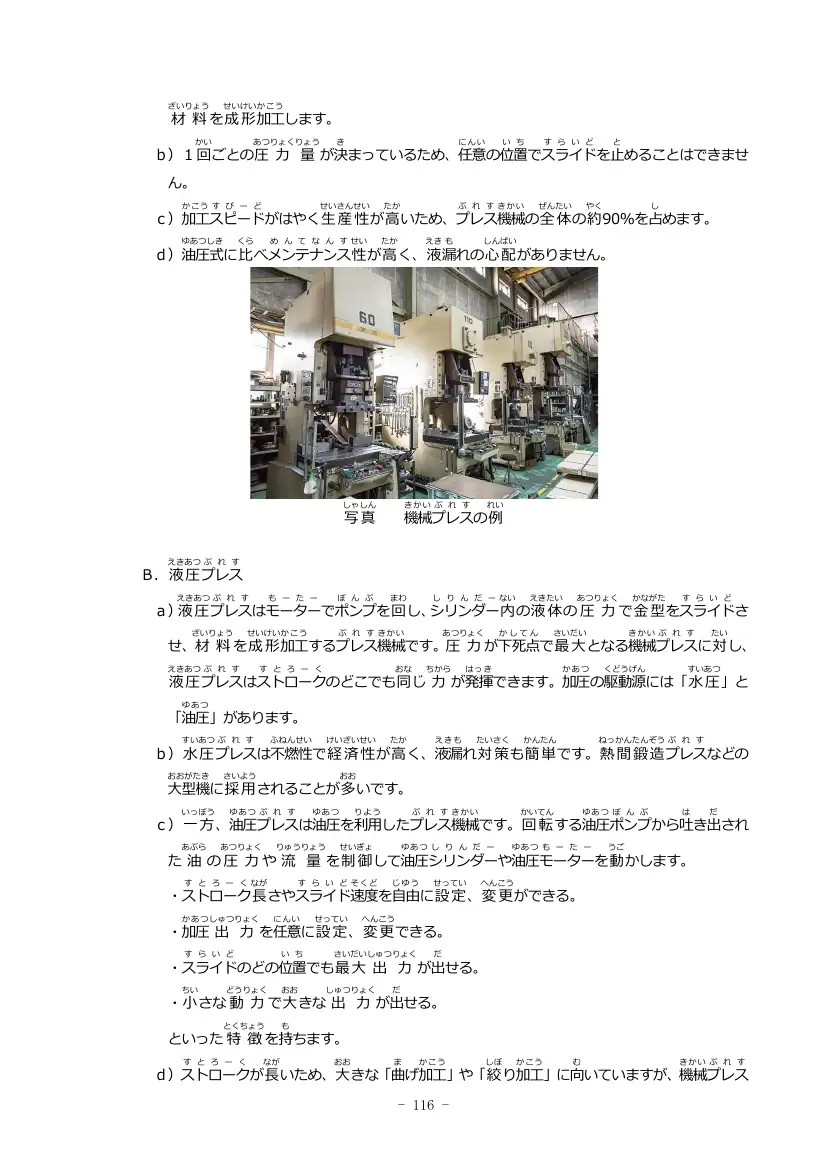 材料を成形加工します。
b）１回ごとの圧力量が決まっているため、任意の位置でスライドを止めることはできませ
ん。
c）加工スピードがはやく生産性が高いため、プレス機械の全体の約90％を占めます。
d）油圧式に比べメンテナンス性が高く、液漏れの心配がありません。
60
110
写真　機械プレスの例
B．液圧プレス
a）液圧プレスはモーターでポンプを回し、シリンダー内の液体の圧力で金型をスライドさ
せ、材料を成形加工するプレス機械です。圧力が下死点で最大となる機械プレスに対し、
液圧プレスはストロークのどこでも同じ力が発揮できます。加圧の駆動源には「水圧」と
「油圧」があります。
b）水圧プレスは不燃性で経済性が高く、液漏れ対策も簡単です。熱間鍛造プレスなどの
大型機に採用されることが多いです。
c）一方、油圧プレスは油圧を利用したプレス機械です。回転する油圧ポンプから吐き出され
た油の圧力や流量を制御して油圧シリンダーや油圧モーターを動かします。
・ストローク長さやスライド速度を自由に設定、変更ができる。
・加圧出力を任意に設定、変更できる。
・スライドのどの位置でも最大出力が出せる。
・小さな動力で大きな出力が出せる。
といった特徴を持ちます。
d）ストロークが長いため、大きな「曲げ加工」や「絞り加工」に向いていますが、機械プレス
－ 116 －